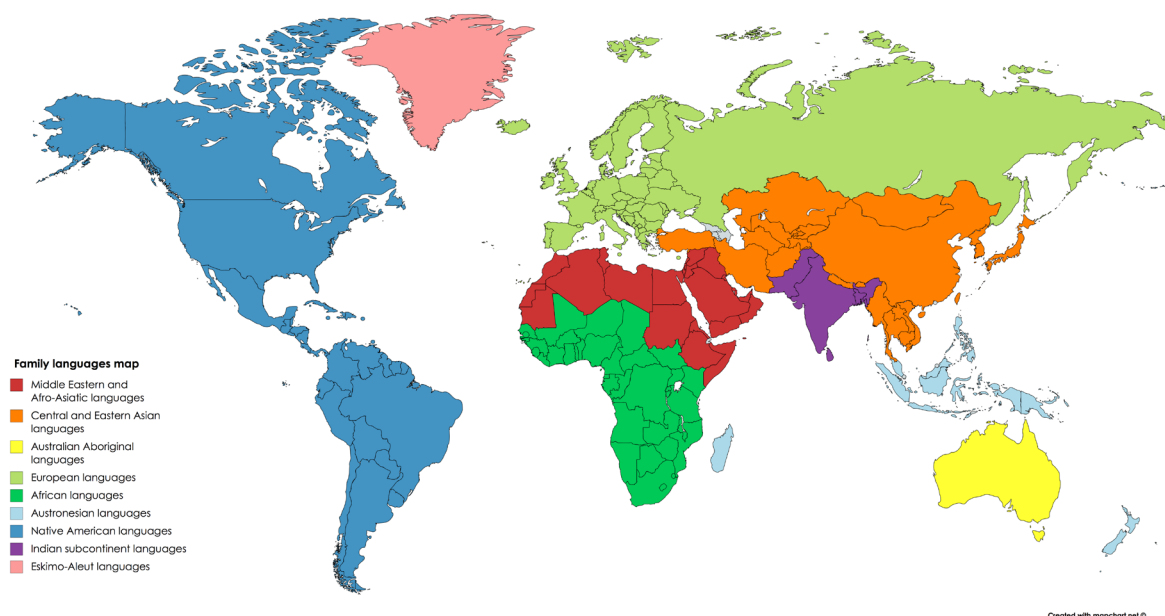 Family languages map
Middle Eastern and
Afro-Asiatic languages
Central and Eastern Asian
languages
Australian Aboriginal
languages
European languages
African languages
Austronesian languages
Native American languages
Indian subcontinent languages
Eskimo-Aleut languages
Created with mapchart.net ©